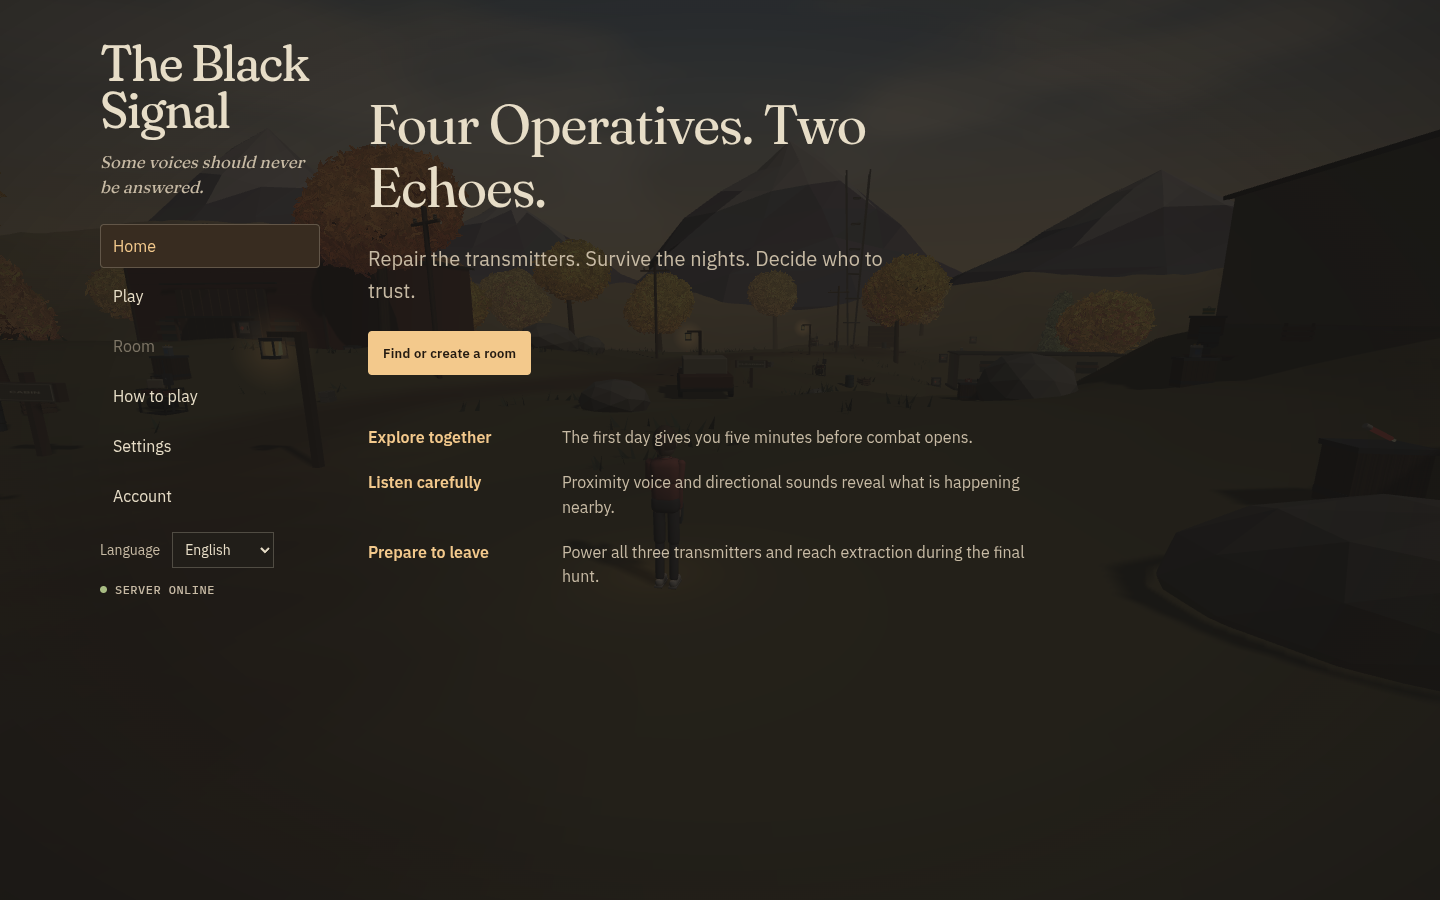 The Black
Signal
Some voices should never
be answered.
Home
Play
Room
How to play
Settings
Account
Language
English
SERVER ONLINE
Four Operatives. Two
Echoes.
Repair the transmitters. Survive the nights. Decide who to
trust.
Find or create a room
Explore together
The first day gives you five minutes before combat opens.
Listen carefully
Proximity voice and directional sounds reveal what is happening
nearby.
Prepare to leave
Power all three transmitters and reach extraction during the final
hunt.